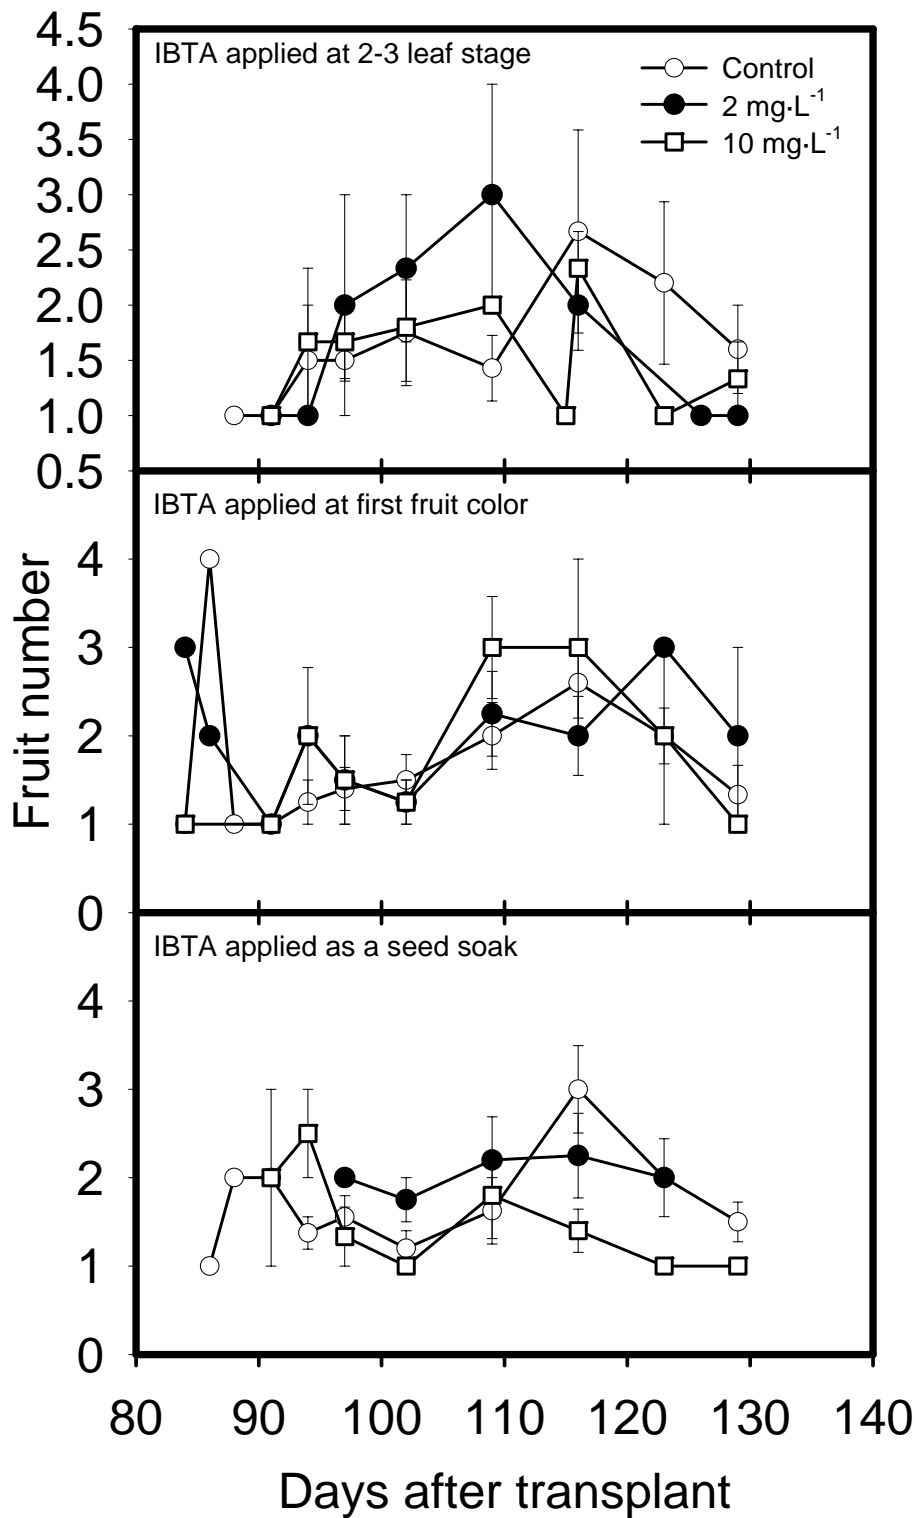 4.5
IBTA applied at 2-3 leaf stage
Control
4.0
2 mg·L-1
3.5
10 mg·L-1
3.0
2.5
2.0
1.5
1.0
0.5
IBTA applied at first fruit color
4
3
2
1
0
Fruit number
IBTA applied as a seed soak
4
3
2
1
0
80 90 100 110 120 130 140
Days after transplant